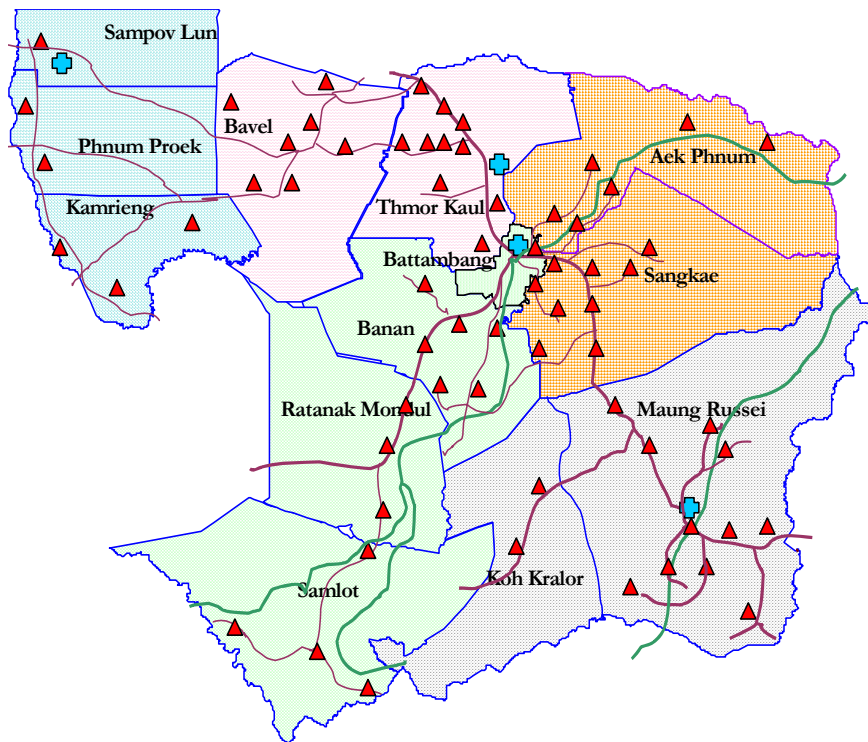 Sampov Lun
Bavel
Phnum Proek
Aek Phnum
Kamrieng
Thmor Kaul
Battambang
Sangkae
Banan
Ratanak Mondul
Maung Russei
Koh Kralor
Samlot